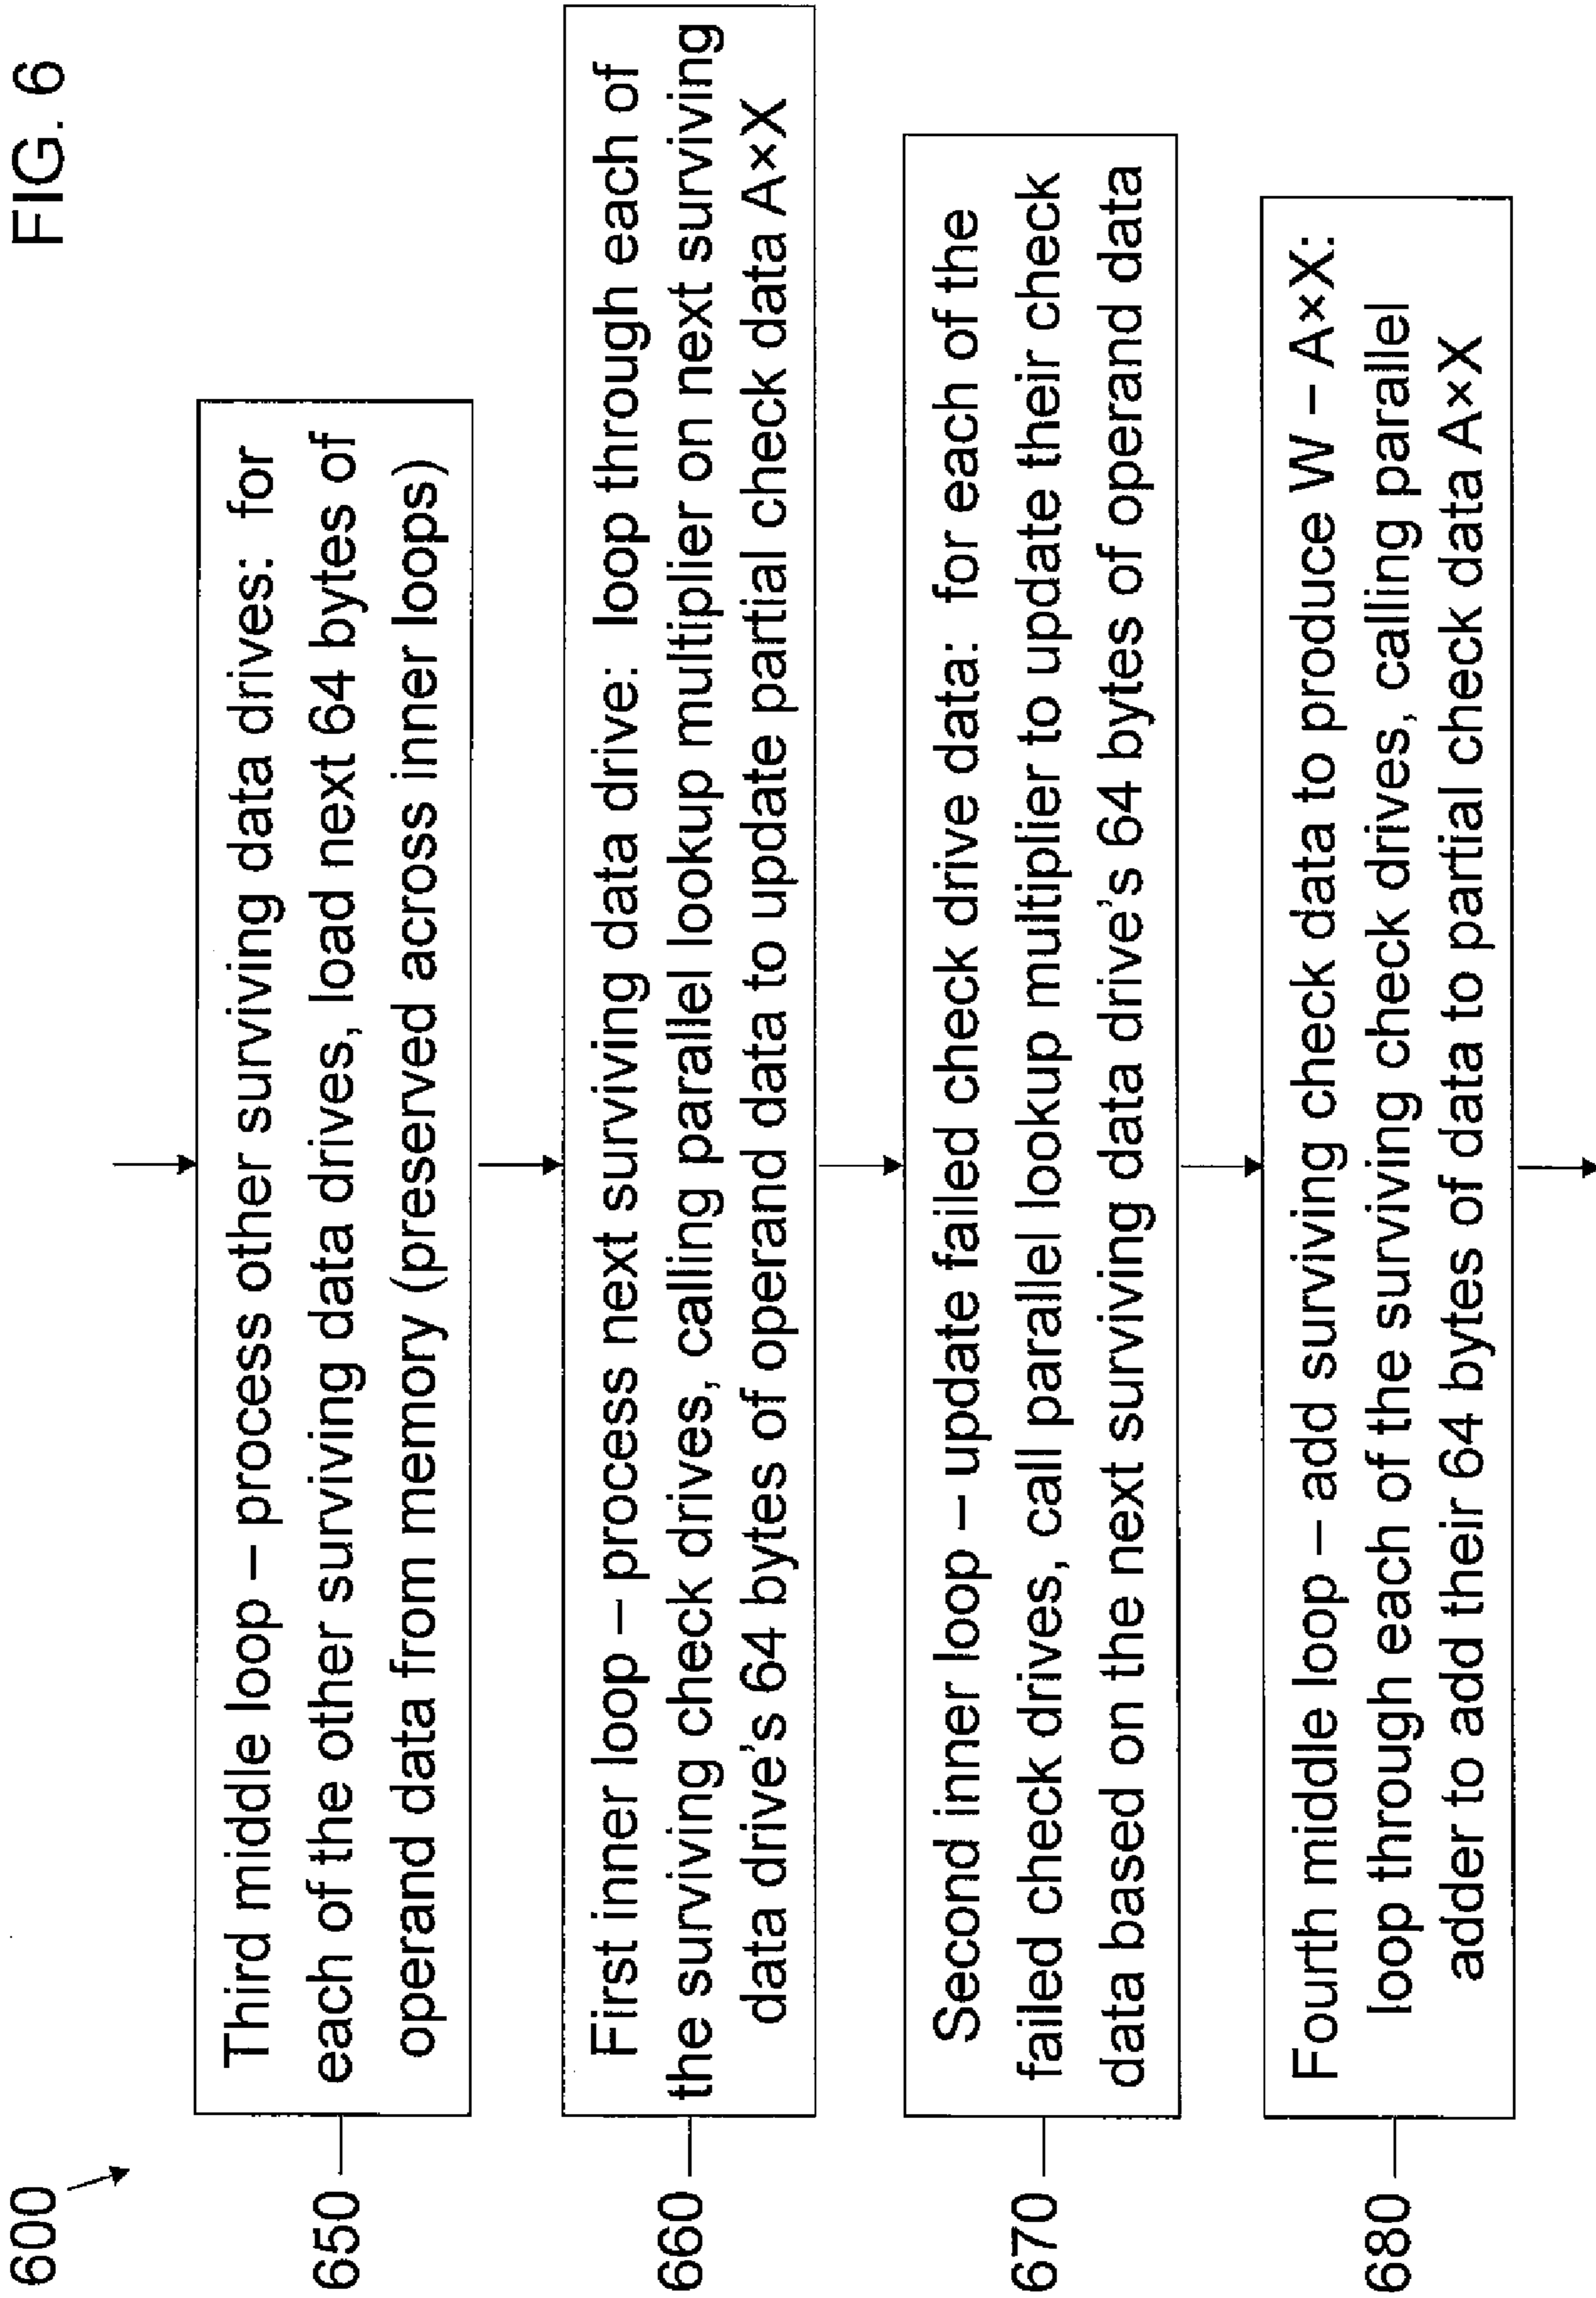 FIG. 6
600
650
Third middle loop – process other surviving data drives: for
each of the other surviving data drives, load next 64 bytes of
operand data from memory (preserved across inner loops)
660
First inner loop – process next surviving data drive: loop through each of
the surviving check drives, calling parallel lookup multiplier on next surviving
data drive's 64 bytes of operand data to update partial check data A×X
670
Second inner loop – update failed check drive data: for each of the
failed check drives, call parallel lookup multiplier to update their check
data based on the next surviving data drive's 64 bytes of operand data
680
Fourth middle loop – add surviving check data to produce W – A×X:
loop through each of the surviving check drives, calling parallel
adder to add their 64 bytes of data to partial check data A×X